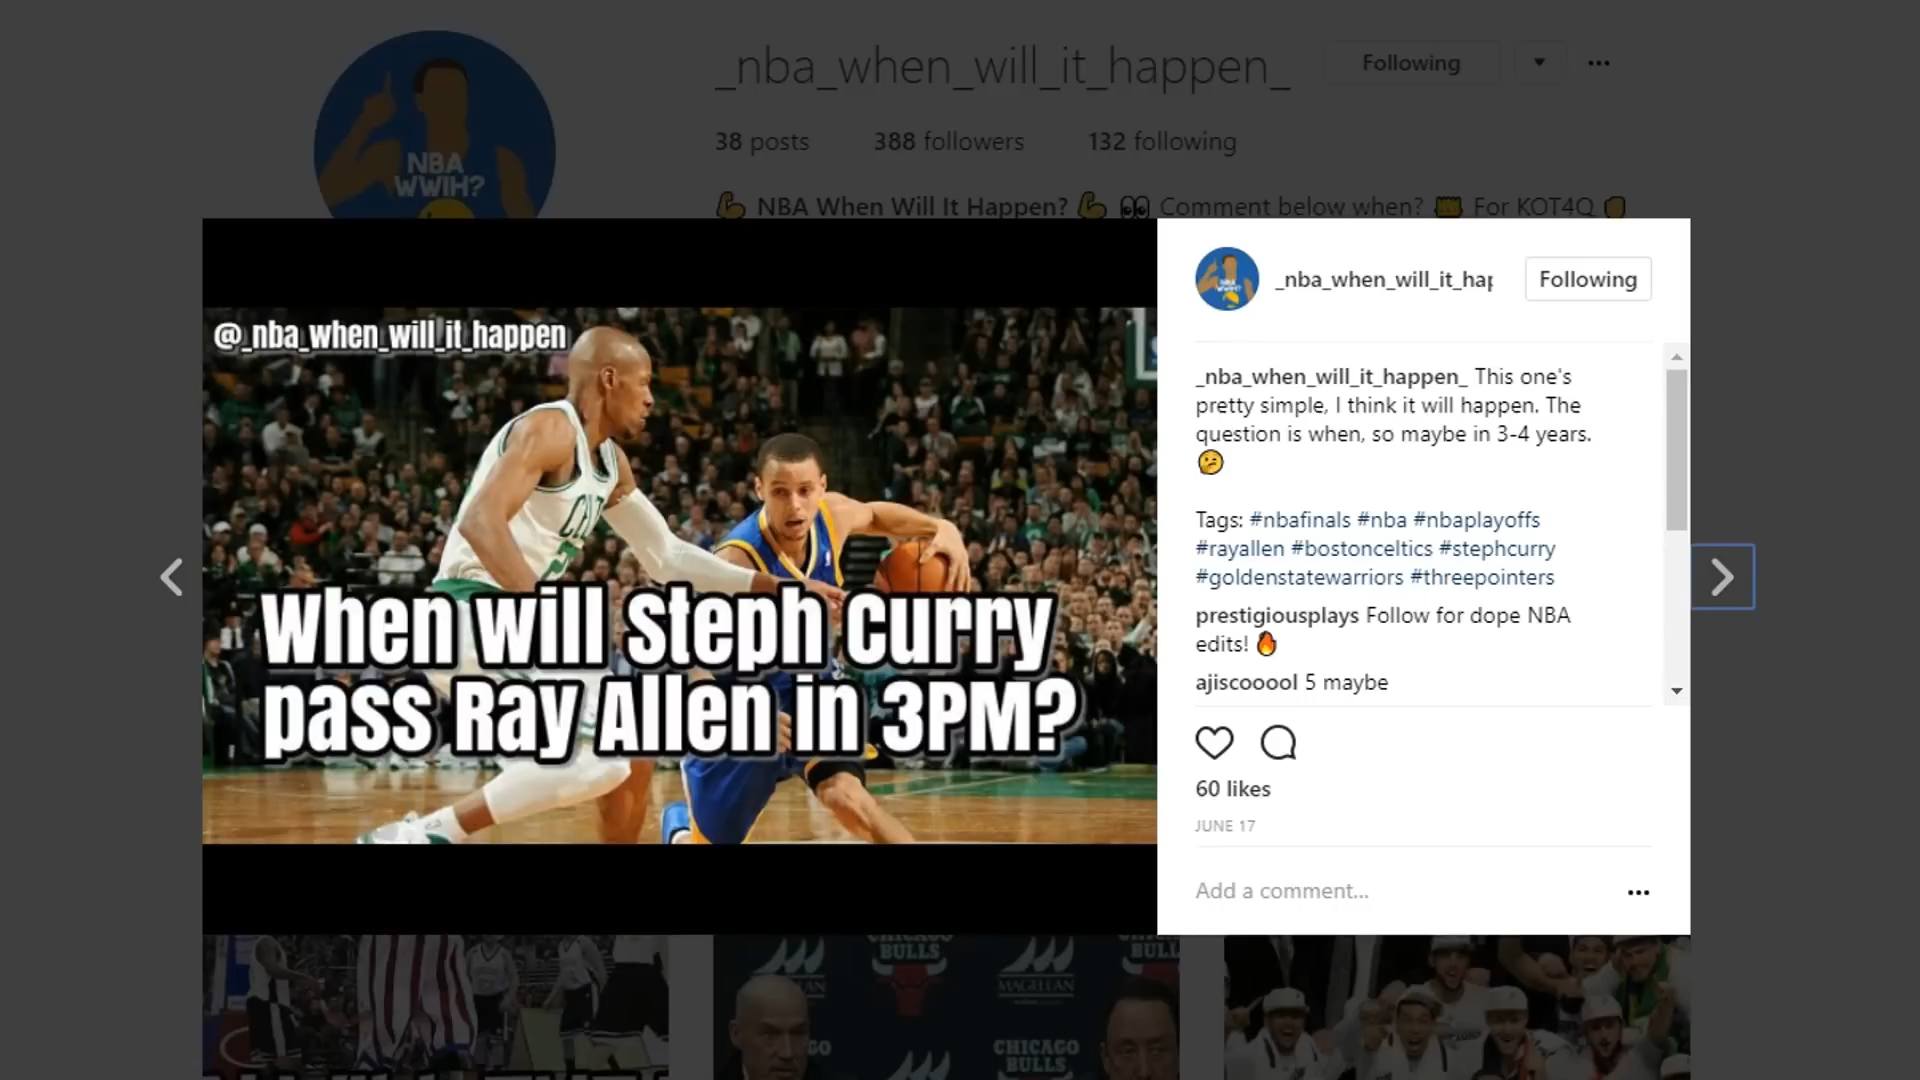 _nba_when_will_it_happen_
Following
38 posts
388 followers
132 following
NBA WWIH?
💪 NBA When Will It Happen? 💪 👀 Comment below when? For KOT4Q
@_nba_when_will_it_happen
When will Steph Curry
pass Ray Allen in 3PM?
_nba_when_will_it_hap
Following
_nba_when_will_it_happen_ This one's
pretty simple, I think it will happen. The
question is when, so maybe in 3-4 years.
🤔
Tags: #nbafinals #nba #nbaplayoffs
#rayallen #bostonceltics #stephcurry
#goldenstatewarriors #threepointers
prestigiousplays Follow for dope NBA
edits! 🔥
ajiscooool 5 maybe
60 likes
JUNE 17
Add a comment...
CHICAGO
BULLS
MAGELLAN
BULL
CHICAGO
BULLS